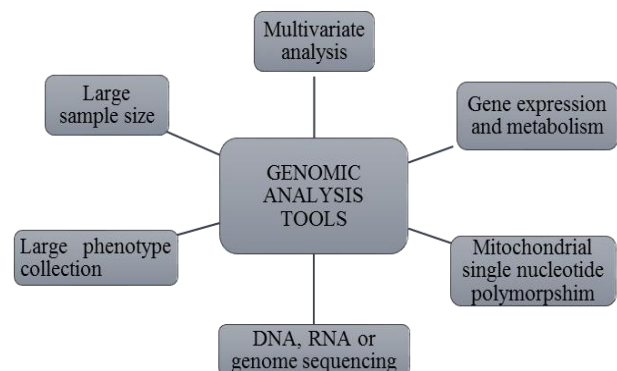 Multivariate
analysis
Large
sample size
Gene expression
and metabolism
GENOMIC
ANALYSIS
TOOLS
Large phenotype
collection
Mitochondrial
single nucleotide
polymorpshim
DNA, RNA or
genome sequencing